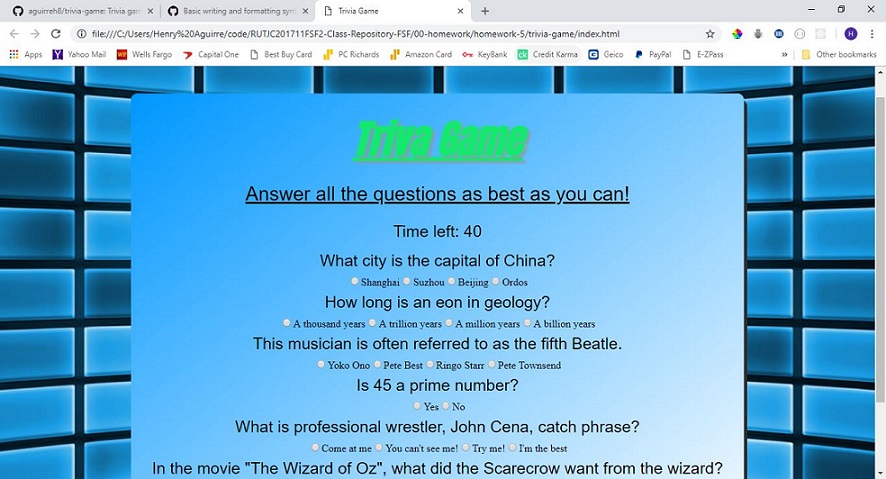 aguirreh8/trivia-game: Trivia gam
Basic writing and formatting synt
Trivia Game
file:///C:/Users/Henry%20Aguirre/code/RUTJC201711FSF2-Class-Repository-FSF/00-homework/homework-5/trivia-game/index.html
H
Apps Yahoo Mail Wells Fargo Capital One Best Buy Card PC Richards Amazon Card KeyBank Credit Karma Geico PayPal E-ZPass » Other bookmarks
Triva Game
Answer all the questions as best as you can!
Time left: 40
What city is the capital of China?
Shanghai Suzhou Beijing Ordos
How long is an eon in geology?
A thousand years A trillion years A million years A billion years
This musician is often referred to as the fifth Beatle.
Yoko Ono Pete Best Ringo Starr Pete Townsend
Is 45 a prime number?
Yes No
What is professional wrestler, John Cena, catch phrase?
Come at me You can't see me! Try me! I'm the best
In the movie "The Wizard of Oz", what did the Scarecrow want from the wizard?